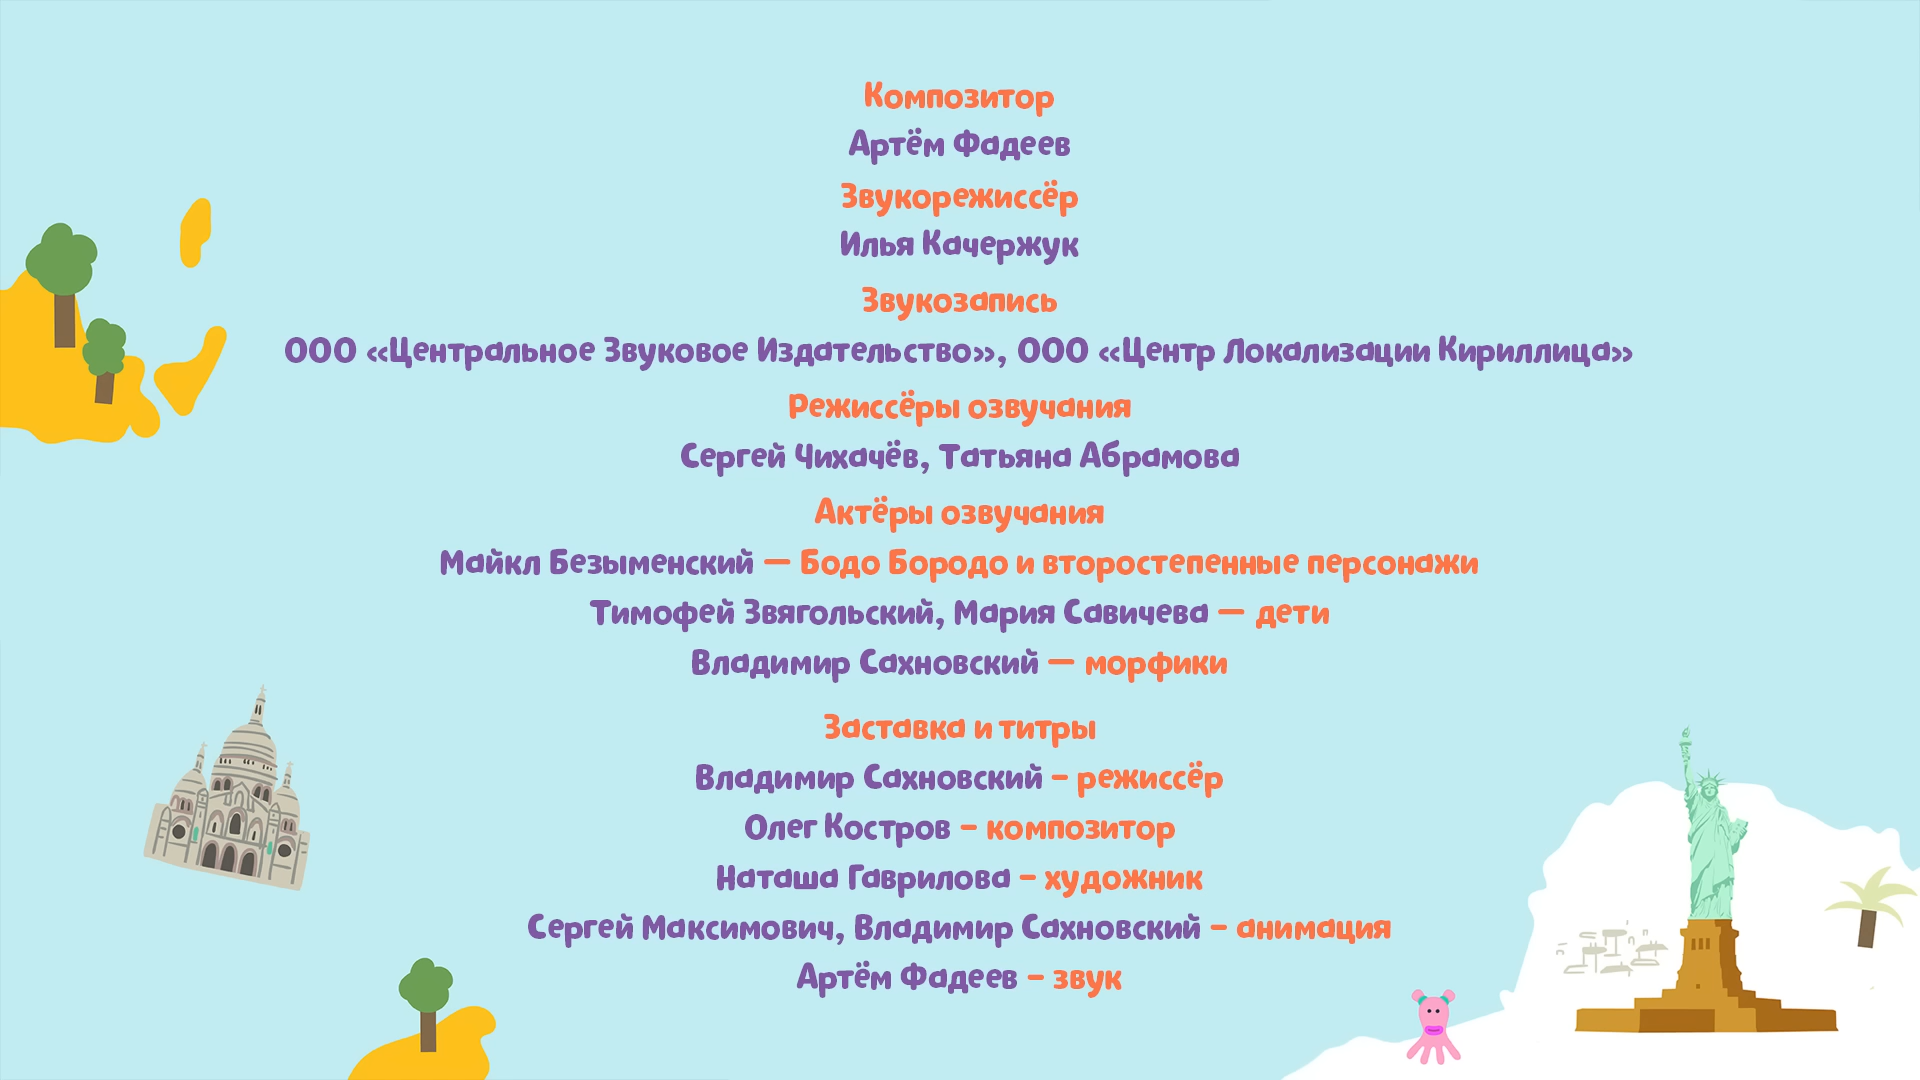 Композитор
Артём Фадеев
Звукорежиссёр
Илья Качержук
Звукозапись
ООО «Центральное Звуковое Издательство», ООО «Центр Локализации Кириллица»
Режиссёры озвучания
Сергей Чихачёв, Татьяна Абрамова
Актёры озвучания
Майкл Безыменский — Бодо Бородо и второстепенные персонажи
Тимофей Звягольский, Мария Савичева — дети
Владимир Сахновский — морфики
Заставка и титры
Владимир Сахновский – режиссёр
Олег Костров – композитор
Наташа Гаврилова – художник
Сергей Максимович, Владимир Сахновский – анимация
Артём Фадеев – звук